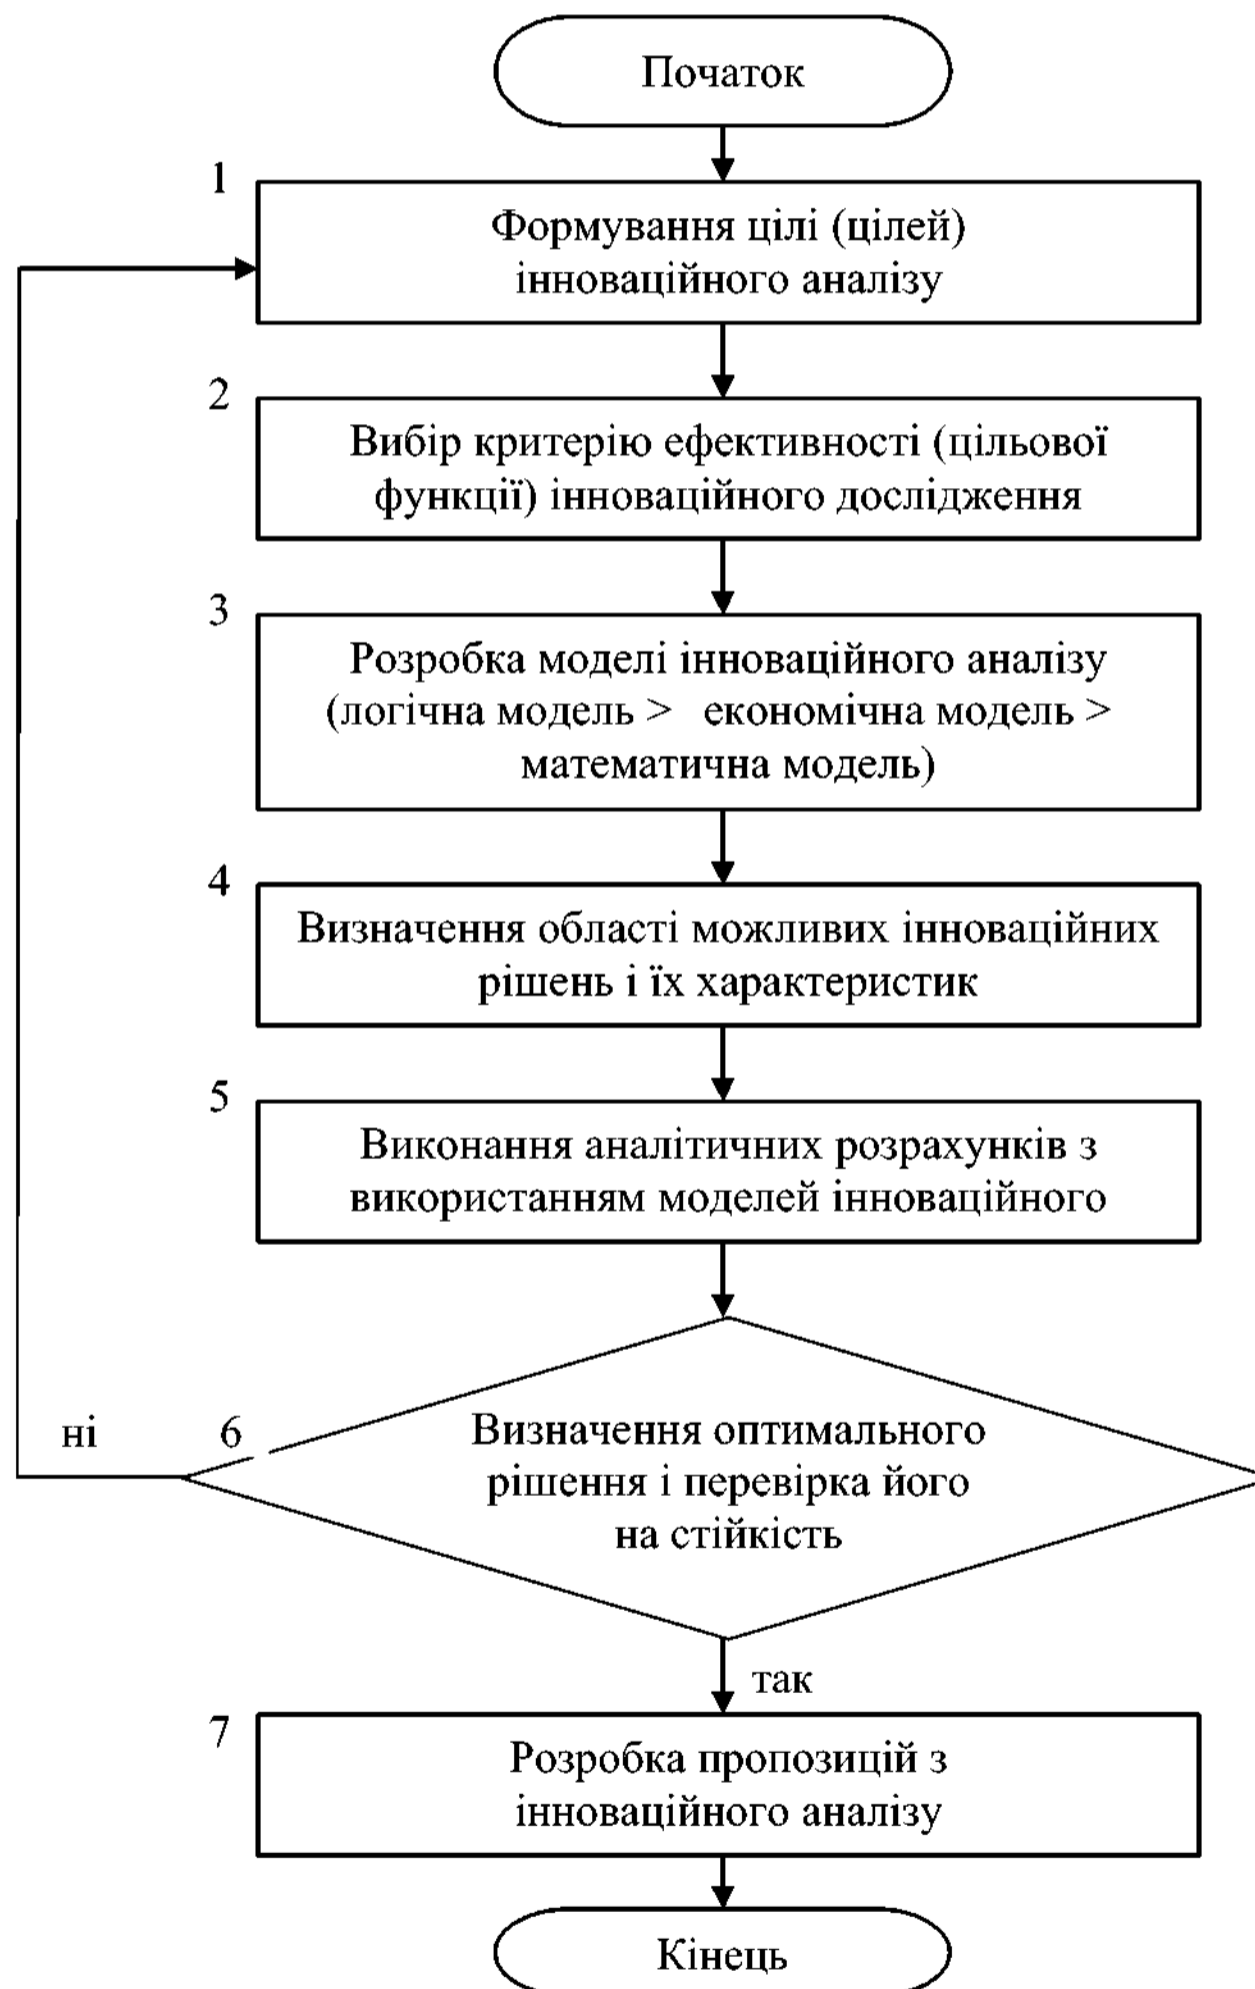 Початок
1
Формування цілі (цілей)
інноваційного аналізу
2
Вибір критерію ефективності (цільової
функції) інноваційного дослідження
3
Розробка моделі інноваційного аналізу
(логічна модель > економічна модель >
математична модель)
4
Визначення області можливих інноваційних
рішень і їх характеристик
5
Виконання аналітичних розрахунків з
використанням моделей інноваційного
ні
6
Визначення оптимального
рішення і перевірка його
на стійкість
так
7
Розробка пропозицій з
інноваційного аналізу
Кінець